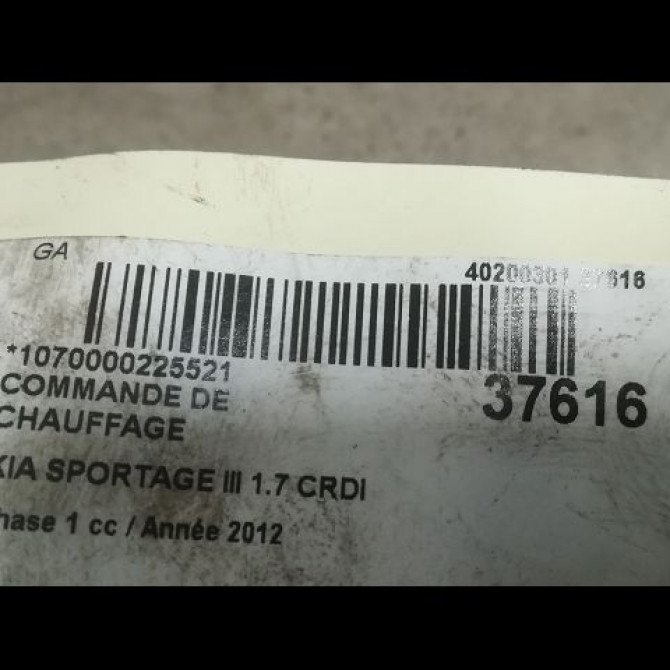 GA
40200301 37616
*1070000225521
COMMANDE DE
CHAUFFAGE
37616
KIA SPORTAGE III 1.7 CRDI
hase 1 cc / Année 2012